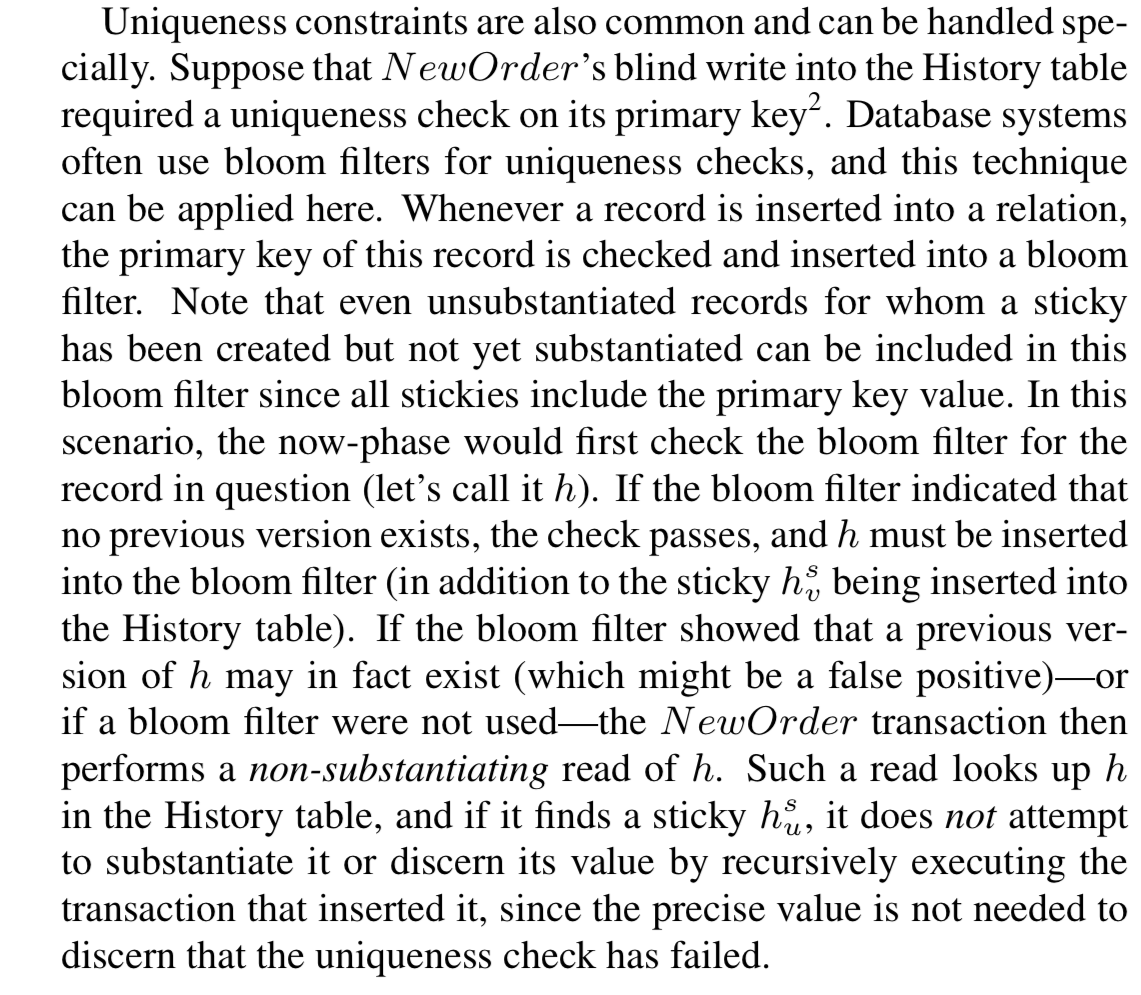 Uniqueness constraints are also common and can be handled spe-
cially. Suppose that NewOrder's blind write into the History table
required a uniqueness check on its primary key². Database systems
often use bloom filters for uniqueness checks, and this technique
can be applied here. Whenever a record is inserted into a relation,
the primary key of this record is checked and inserted into a bloom
filter. Note that even unsubstantiated records for whom a sticky
has been created but not yet substantiated can be included in this
bloom filter since all stickies include the primary key value. In this
scenario, the now-phase would first check the bloom filter for the
record in question (let's call it h). If the bloom filter indicated that
no previous version exists, the check passes, and h must be inserted
into the bloom filter (in addition to the sticky h_v^s being inserted into
the History table). If the bloom filter showed that a previous ver-
sion of h may in fact exist (which might be a false positive)—or
if a bloom filter were not used—the NewOrder transaction then
performs a non-substantiating read of h. Such a read looks up h
in the History table, and if it finds a sticky h_u^s, it does not attempt
to substantiate it or discern its value by recursively executing the
transaction that inserted it, since the precise value is not needed to
discern that the uniqueness check has failed.